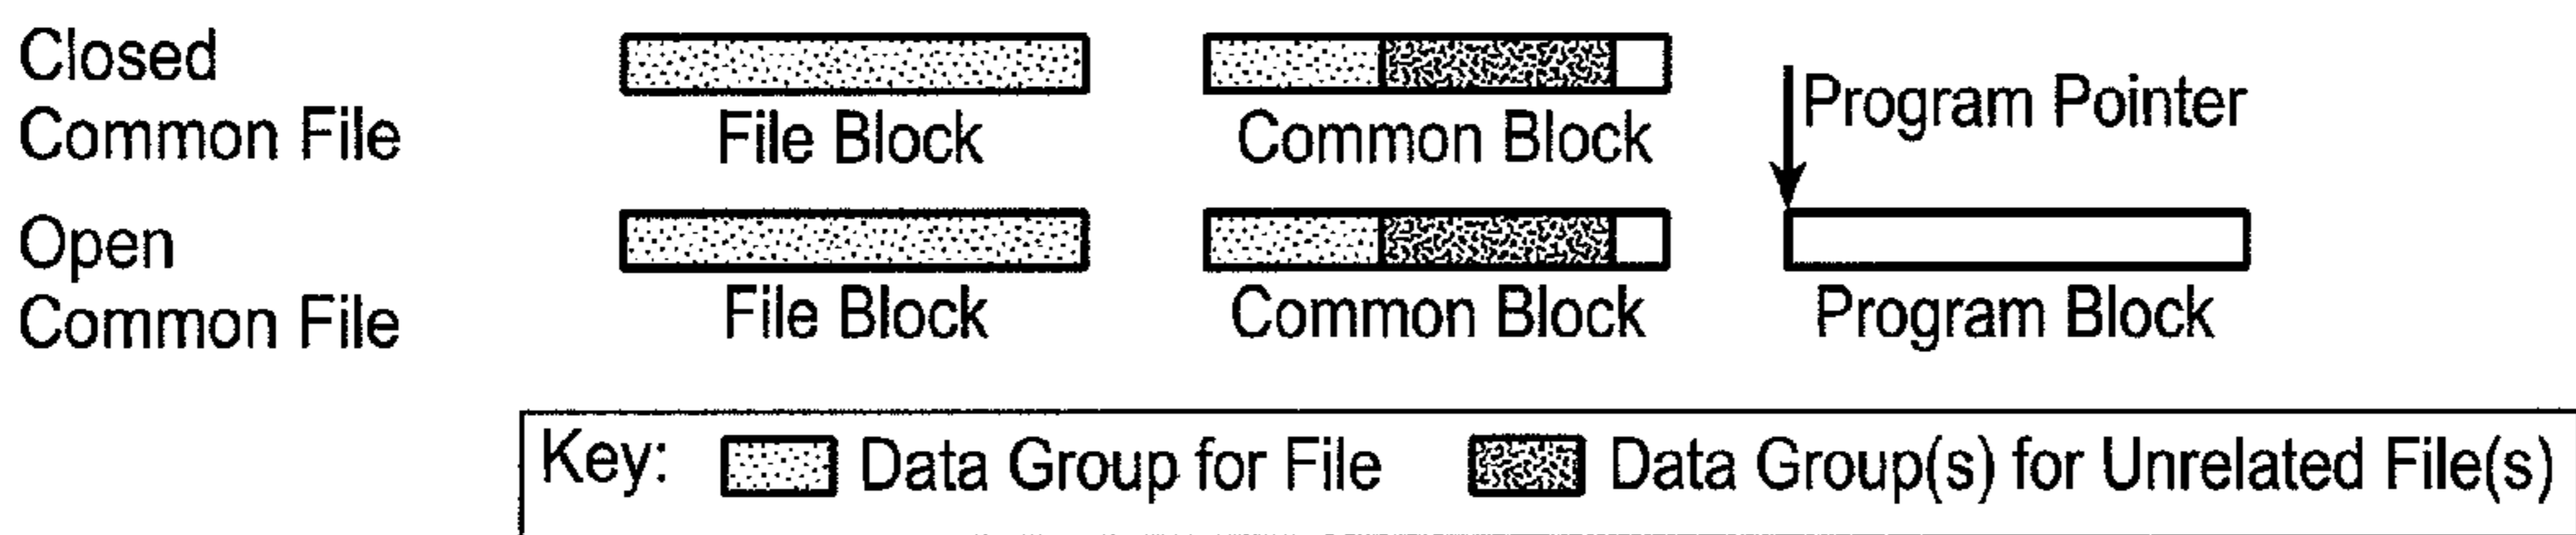 Closed
Common File
File Block
Common Block
Program Pointer
Open
Common File
File Block
Common Block
Program Block
Key: Data Group for File Data Group(s) for Unrelated File(s)